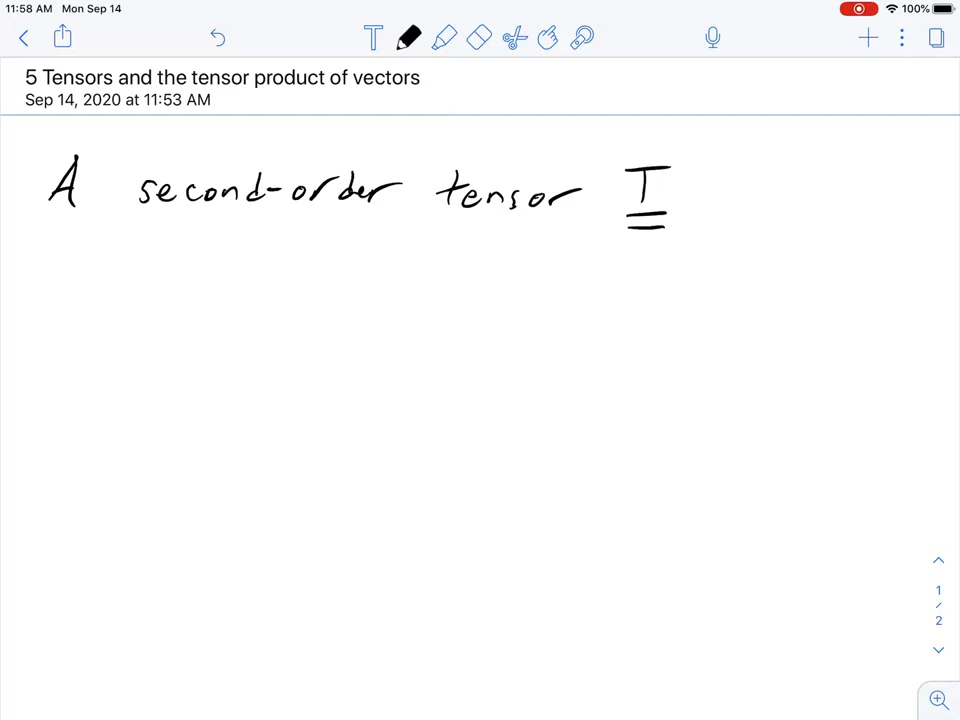 11:58 AM Mon Sep 14
100%
T
5 Tensors and the tensor product of vectors
Sep 14, 2020 at 11:53 AM
A second-order tensor T
1
/
2